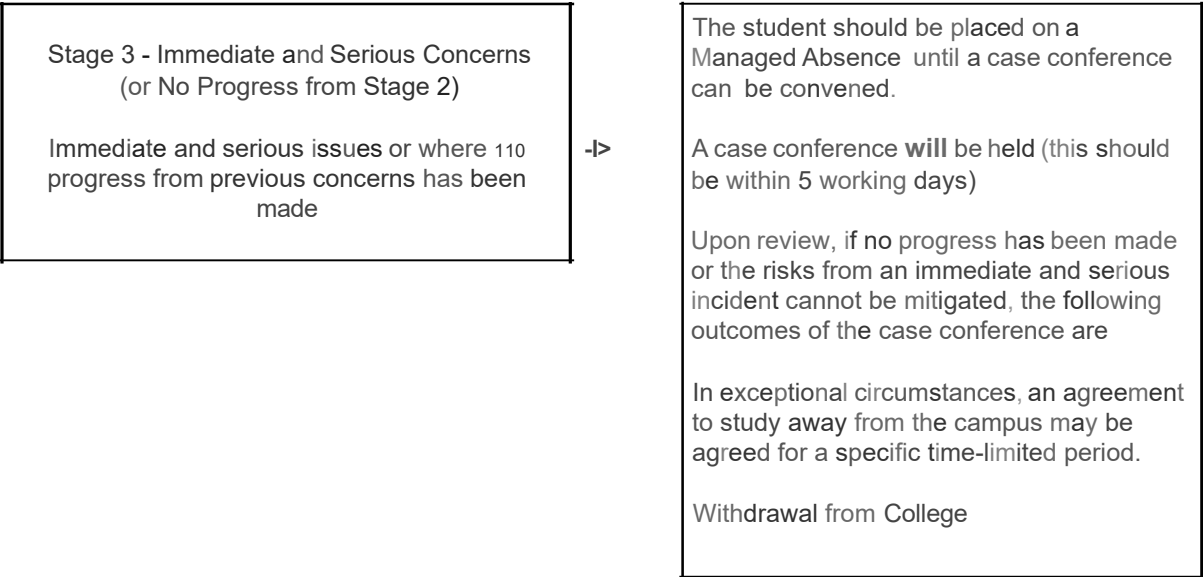 Stage 3 - Immediate and Serious Concerns
(or No Progress from Stage 2)
Immediate and serious issues or where 110
progress from previous concerns has been
made
-l>
The student should be placed on a
Managed Absence until a case conference
can be convened.
A case conference will be held (this should
be within 5 working days)
Upon review, if no progress has been made
or the risks from an immediate and serious
incident cannot be mitigated, the following
outcomes of the case conference are
In exceptional circumstances, an agreement
to study away from the campus may be
agreed for a specific time-limited period.
Withdrawal from College